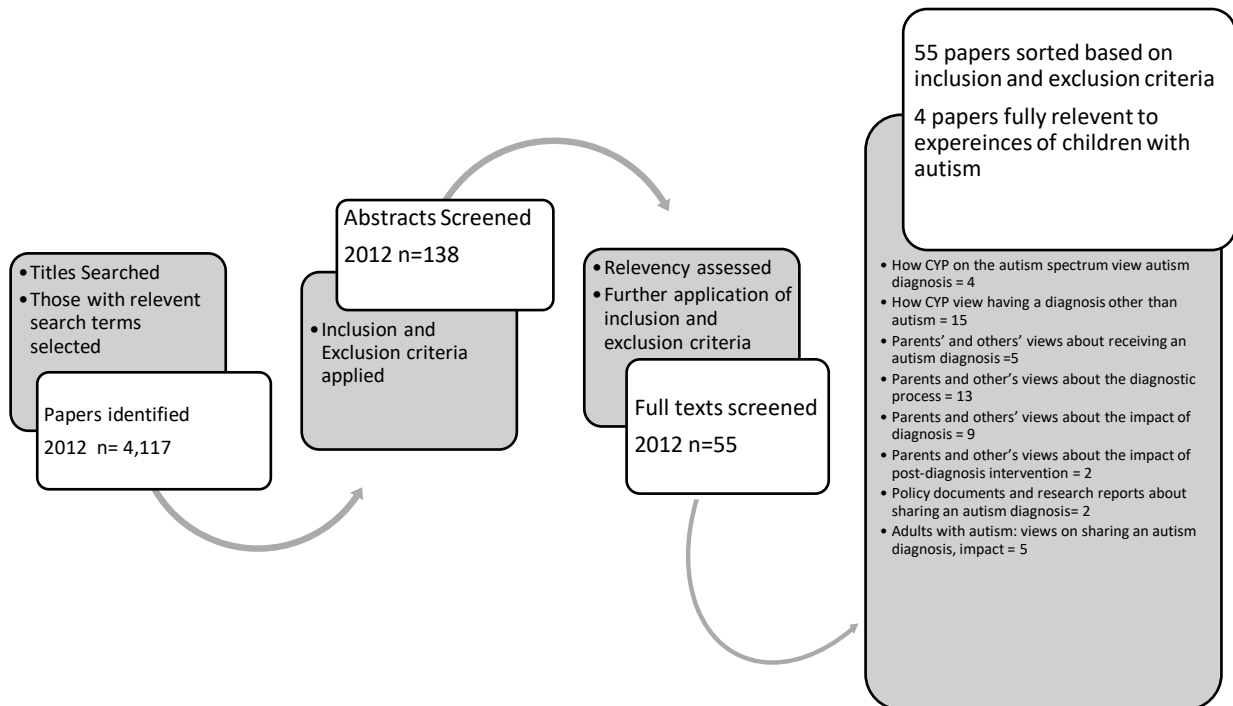 • Titles Searched
• Those with relevent
search terms
selected
Papers identified
2012 n= 4,117
Abstracts Screened
2012 n=138
• Inclusion and
Exclusion criteria
applied
• Relevency assessed
• Further application of
inclusion and
exclusion criteria
Full texts screened
2012 n=55
55 papers sorted based on
inclusion and exclusion criteria
4 papers fully relevent to
expereinces of children with
autism
• How CYP on the autism spectrum view autism
diagnosis = 4
• How CYP view having a diagnosis other than
autism = 15
• Parents’ and others’ views about receiving an
autism diagnosis =5
• Parents and other’s views about the diagnostic
process = 13
• Parents and others’ views about the impact of
diagnosis = 9
• Parents and other’s views about the impact of
post-diagnosis intervention = 2
• Policy documents and research reports about
sharing an autism diagnosis= 2
• Adults with autism: views on sharing an autism
diagnosis, impact = 5